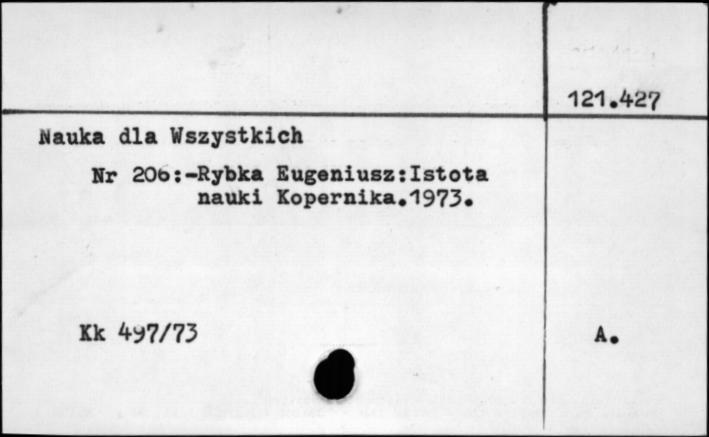 121.427
Nauka dla Wszystkich
Nr 206:-Rybka Eugeniusz:Istota
nauki Kopernika.1973.
Kk 497/73
A.